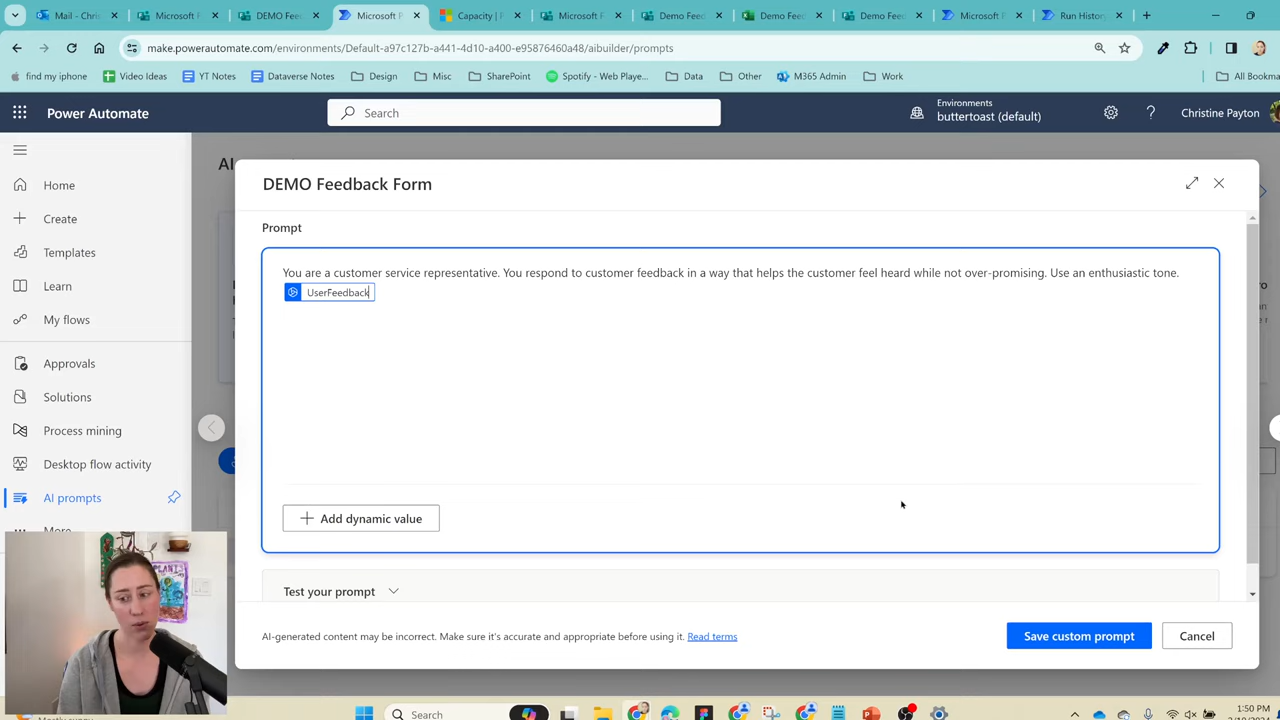 Mail - Chris
Microsoft F
DEMO Feed
Microsoft P
Capacity | P
Microsoft F
Demo Feed
Demo Feed
Demo Feed
Microsoft P
Run Histor
make.powerautomate.com/environments/Default-a97c127b-a441-4d10-a400-e95876460a48/aibuilder/prompts
find my iphone
Video Ideas
YT Notes
Dataverse Notes
Design
Misc
SharePoint
Spotify - Web Playe...
Data
Other
M365 Admin
Work
All Bookma
Power Automate
Search
Environments
buttertoast (default)
Christine Payton
Home
Create
Templates
Learn
My flows
Approvals
Solutions
Process mining
Desktop flow activity
AI prompts
More
AI
DEMO Feedback Form
Prompt
You are a customer service representative. You respond to customer feedback in a way that helps the customer feel heard while not over-promising. Use an enthusiastic tone.
UserFeedback
Add dynamic value
Test your prompt
AI-generated content may be incorrect. Make sure it's accurate and appropriate before using it. Read terms
Save custom prompt
Cancel
Search
1:50 PM